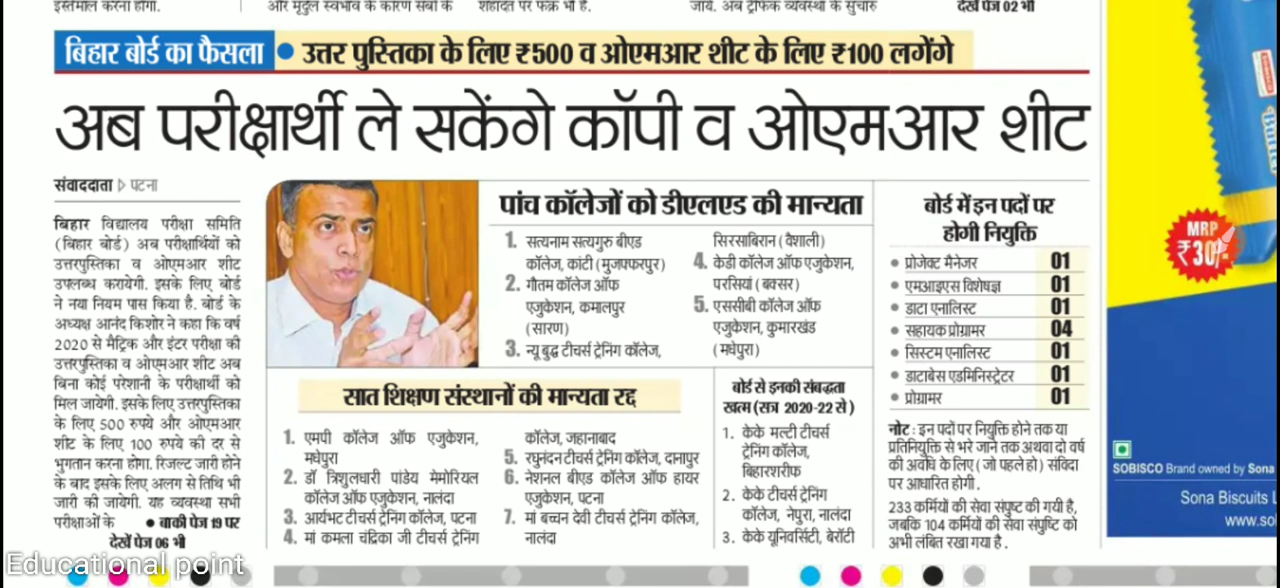 इस्तेमाल करना होगा.
और मृदुल स्वभाव के कारण सबों के
शहादत पर फक्र भी है.
जाये. अब ट्रैफिक व्यवस्था के सुचारु
देखें पेज 02 भी
बिहार बोर्ड का फैसला ● उत्तर पुस्तिका के लिए ₹500 व ओएमआर शीट के लिए ₹100 लगेंगे
अब परीक्षार्थी ले सकेंगे कॉपी व ओएमआर शीट
संवाददाता ▷ पटना
बिहार विद्यालय परीक्षा समिति
(बिहार बोर्ड) अब परीक्षार्थियों को
उत्तरपुस्तिका व ओएमआर शीट
उपलब्ध करायेगी. इसके लिए बोर्ड
ने नया नियम पास किया है. बोर्ड के
अध्यक्ष आनंद किशोर ने कहा कि वर्ष
2020 से मैट्रिक और इंटर परीक्षा की
उत्तरपुस्तिका व ओएमआर शीट अब
बिना कोई परेशानी के परीक्षार्थी को
मिल जायेगी. इसके लिए उत्तरपुस्तिका
के लिए 500 रुपये और ओएमआर
शीट के लिए 100 रुपये की दर से
भुगतान करना होगा. रिजल्ट जारी होने
के बाद इसके लिए अलग से तिथि भी
जारी की जायेगी. यह व्यवस्था सभी
परीक्षाओं के ● बाकी पेज 19 पर
देखें पेज 06 भी
पांच कॉलेजों को डीएलएड की मान्यता
1. सत्यनाम सत्यगुरु बीएड
कॉलेज, कांटी (मुजफ्फरपुर)
2. गौतम कॉलेज ऑफ
एजुकेशन, कमालपुर
(सारण)
3. न्यू बुद्ध टीचर्स ट्रेनिंग कॉलेज,
सिरसाबिरान (वैशाली)
4. केडी कॉलेज ऑफ एजुकेशन,
परसियां (बक्सर)
5. एससीबी कॉलेज ऑफ
एजुकेशन, कुमारखंड
(मधेपुरा)
सात शिक्षण संस्थानों की मान्यता रद्द
1. एमपी कॉलेज ऑफ एजुकेशन,
मधेपुरा
2. डॉ त्रिशुलधारी पांडेय मेमोरियल
कॉलेज ऑफ एजुकेशन, नालंदा
3. आर्यभट टीचर्स ट्रेनिंग कॉलेज, पटना
4. मां कमला चंद्रिका जी टीचर्स ट्रेनिंग
कॉलेज, जहानाबाद
5. रघुनंदन टीचर्स ट्रेनिंग कॉलेज, दानापुर
6. नेशनल बीएड कॉलेज ऑफ हायर
एजुकेशन, पटना
7. मां बच्चन देवी टीचर्स ट्रेनिंग कॉलेज,
नालंदा
बोर्ड से इनकी संबद्धता
खत्म (सत्र 2020-22 से)
1. केके मल्टी टीचर्स
ट्रेनिंग कॉलेज,
बिहारशरीफ
2. केके टीचर्स ट्रेनिंग
कॉलेज, नेपुरा, नालंदा
3. केके यूनिवर्सिटी, बेरौटी
बोर्ड में इन पदों पर
होगी नियुक्ति
● प्रोजेक्ट मैनेजर 01
● एमआइएस विशेषज्ञ 01
● डाटा एनालिस्ट 01
● सहायक प्रोग्रामर 04
● सिस्टम एनालिस्ट 01
● डाटाबेस एडमिनिस्ट्रेटर 01
● प्रोग्रामर 01
नोट : इन पदों पर नियुक्ति होने तक या
प्रतिनियुक्ति से भरे जाने तक अथवा दो वर्ष
की अवधि के लिए (जो पहले हो) संविदा
पर आधारित होगी.
233 कर्मियों की सेवा संपुष्ट की गयी है,
जबकि 104 कर्मियों की सेवा संपुष्टि को
अभी लंबित रखा गया है.
MRP
₹30/-
SOBISCO Brand owned by Sona
Sona Biscuits L
www.so
Educational point